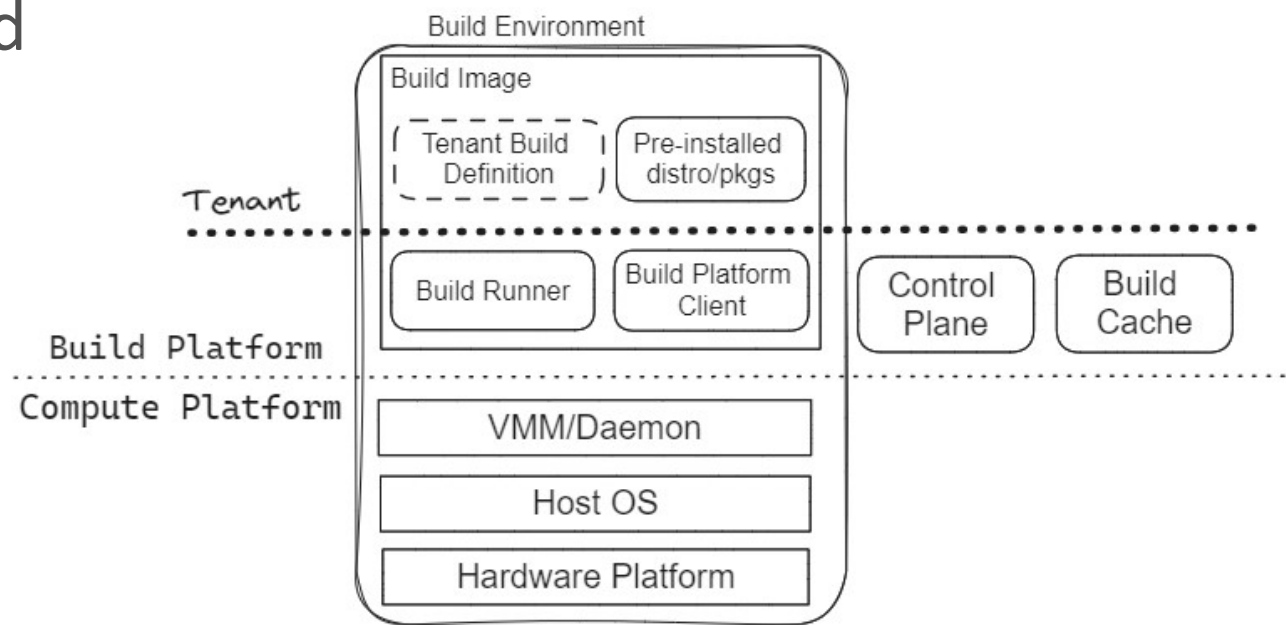 d
Build Environment
Build Image
Tenant Build
Definition
Pre-installed
distro/pkgs
Tenant
Build Runner
Build Platform
Client
Control
Plane
Build
Cache
Build Platform
Compute Platform
VMM/Daemon
Host OS
Hardware Platform